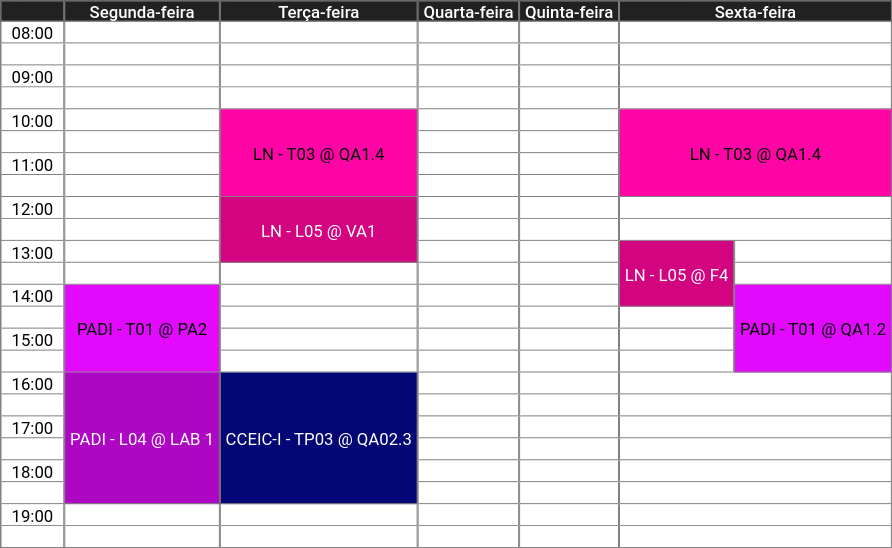 Segunda-feira Terça-feira Quarta-feira Quinta-feira Sexta-feira
08:00
09:00
10:00
LN - T03 @ QA1.4 LN - T03 @ QA1.4
11:00
12:00
LN - L05 @ VA1
13:00
LN - L05 @ F4
14:00
PADI - T01 @ PA2 PADI - T01 @ QA1.2
15:00
16:00
17:00
PADI - L04 @ LAB 1 CCEIC-I - TP03 @ QA02.3
18:00
19:00